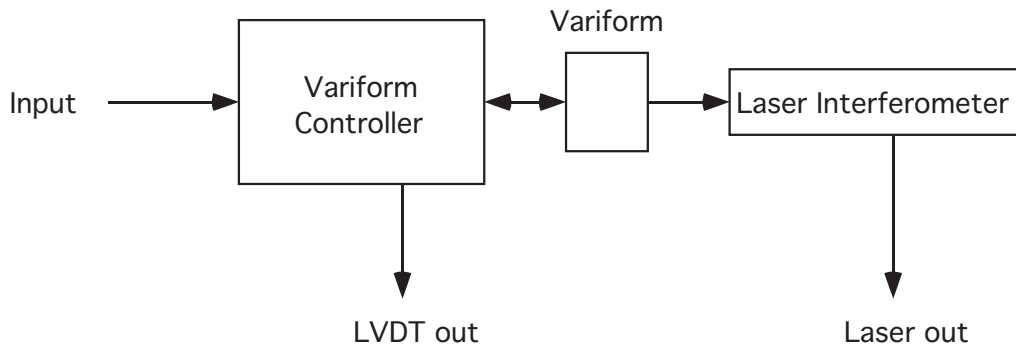 Variform
Input
Variform
Controller
Laser Interferometer
LVDT out
Laser out